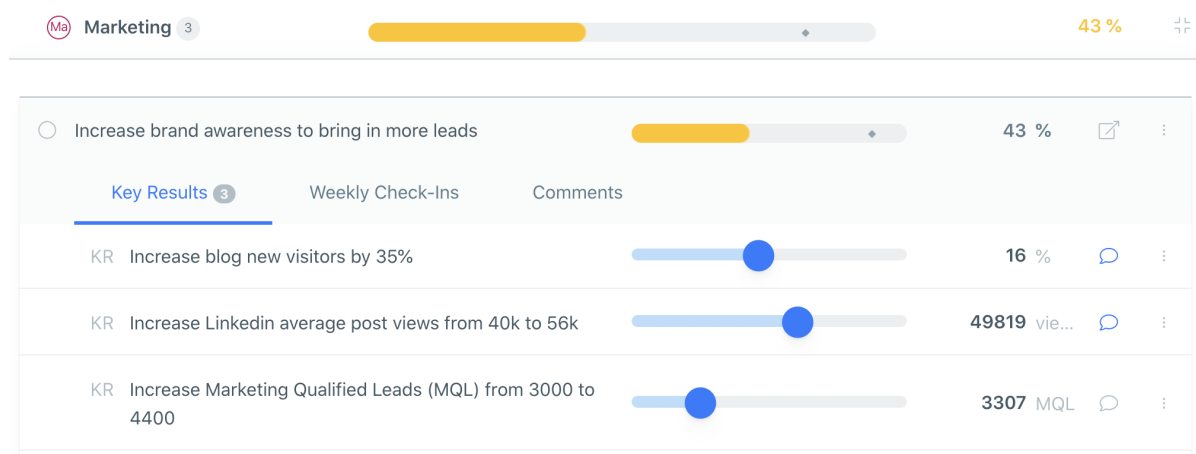 Ma Marketing 3 43 %
Increase brand awareness to bring in more leads 43 %
Key Results 3 Weekly Check-Ins Comments
KR Increase blog new visitors by 35% 16 %
KR Increase Linkedin average post views from 40k to 56k 49819 vie...
KR Increase Marketing Qualified Leads (MQL) from 3000 to
4400 3307 MQL